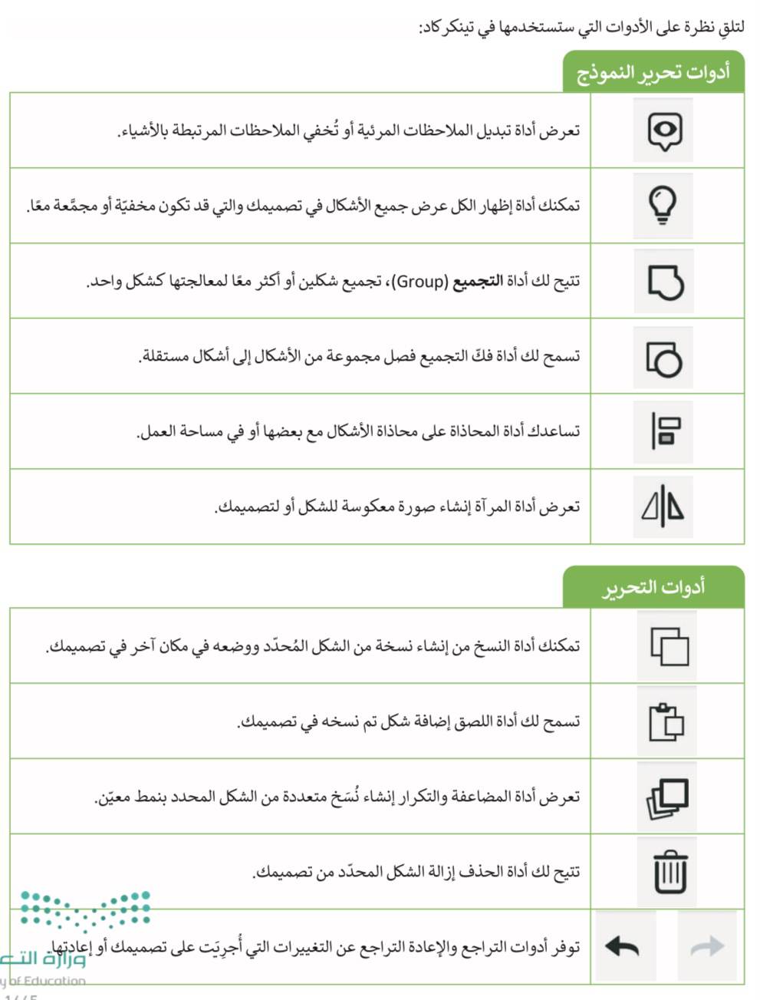 لتلقِ نظرة على الأدوات التي ستستخدمها في تينكركاد:
أدوات تحرير النموذج
تعرض أداة تبديل الملاحظات المرئية أو تُخفي الملاحظات المرتبطة بالأشياء.
تمكنك أداة إظهار الكل عرض جميع الأشكال في تصميمك والتي قد تكون مخفيّة أو مجمَّعة معًا.
تتيح لك أداة التجميع (Group)، تجميع شكلين أو أكثر معًا لمعالجتها كشكل واحد.
تسمح لك أداة فكّ التجميع فصل مجموعة من الأشكال إلى أشكال مستقلة.
تساعدك أداة المحاذاة على محاذاة الأشكال مع بعضها أو في مساحة العمل.
تعرض أداة المرآة إنشاء صورة معكوسة للشكل أو لتصميمك.
أدوات التحرير
تمكنك أداة النسخ من إنشاء نسخة من الشكل المُحدّد ووضعه في مكان آخر في تصميمك.
تسمح لك أداة اللصق إضافة شكل تم نسخه في تصميمك.
تعرض أداة المضاعفة والتكرار إنشاء نُسَخ متعددة من الشكل المحدد بنمط معيّن.
تتيح لك أداة الحذف إزالة الشكل المحدّد من تصميمك.
توفر أدوات التراجع والإعادة التراجع عن التغييرات التي أُجرِيَت على تصميمك أو إعادتها.
وزارة
y of Education